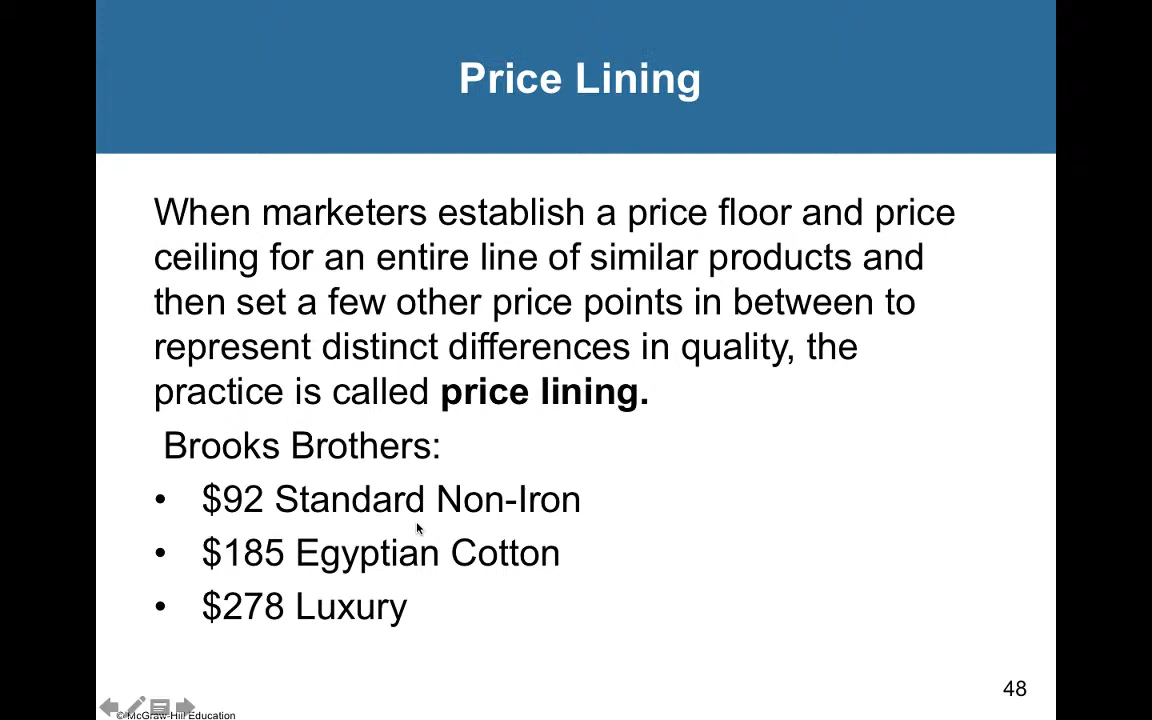 Price Lining
When marketers establish a price floor and price
ceiling for an entire line of similar products and
then set a few other price points in between to
represent distinct differences in quality, the
practice is called price lining.
Brooks Brothers:
• $92 Standard Non-Iron
• $185 Egyptian Cotton
• $278 Luxury
48
© McGraw-Hill Education